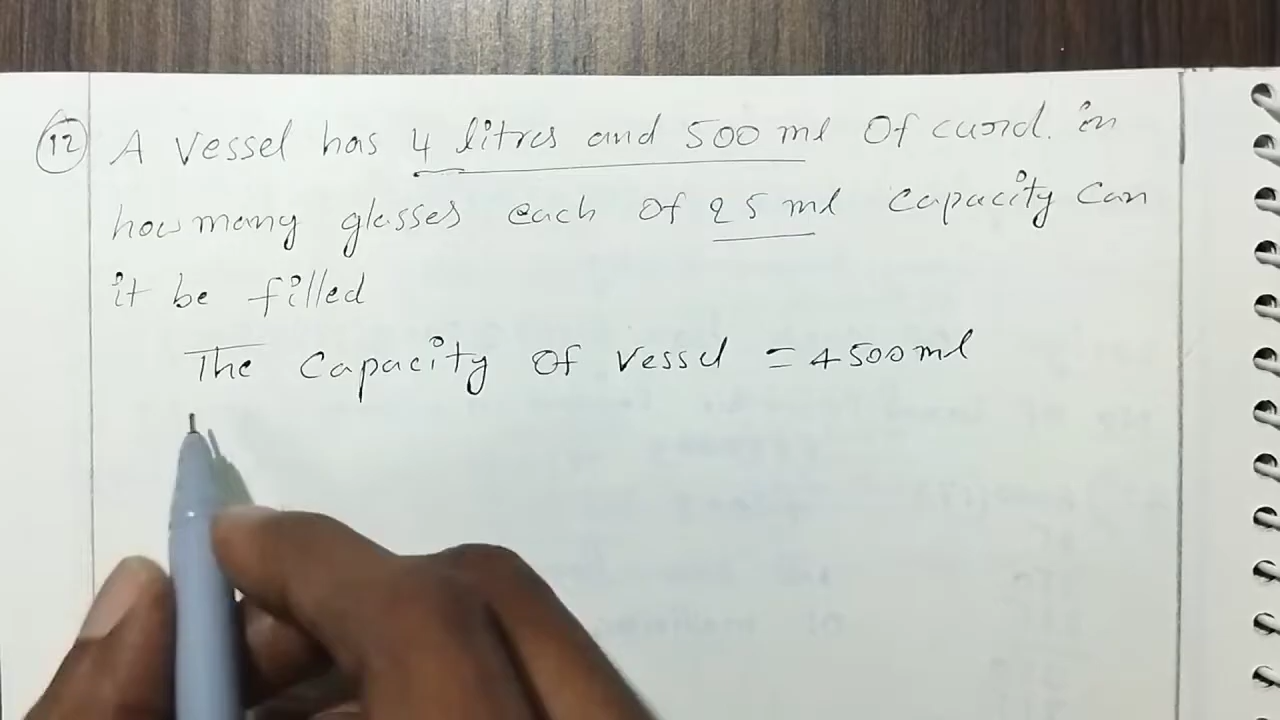 12 A vessel has 4 litres and 500 ml of curd. in
how many glasses each of 25 ml capacity can
it be filled
The capacity of vessel = 4500 ml